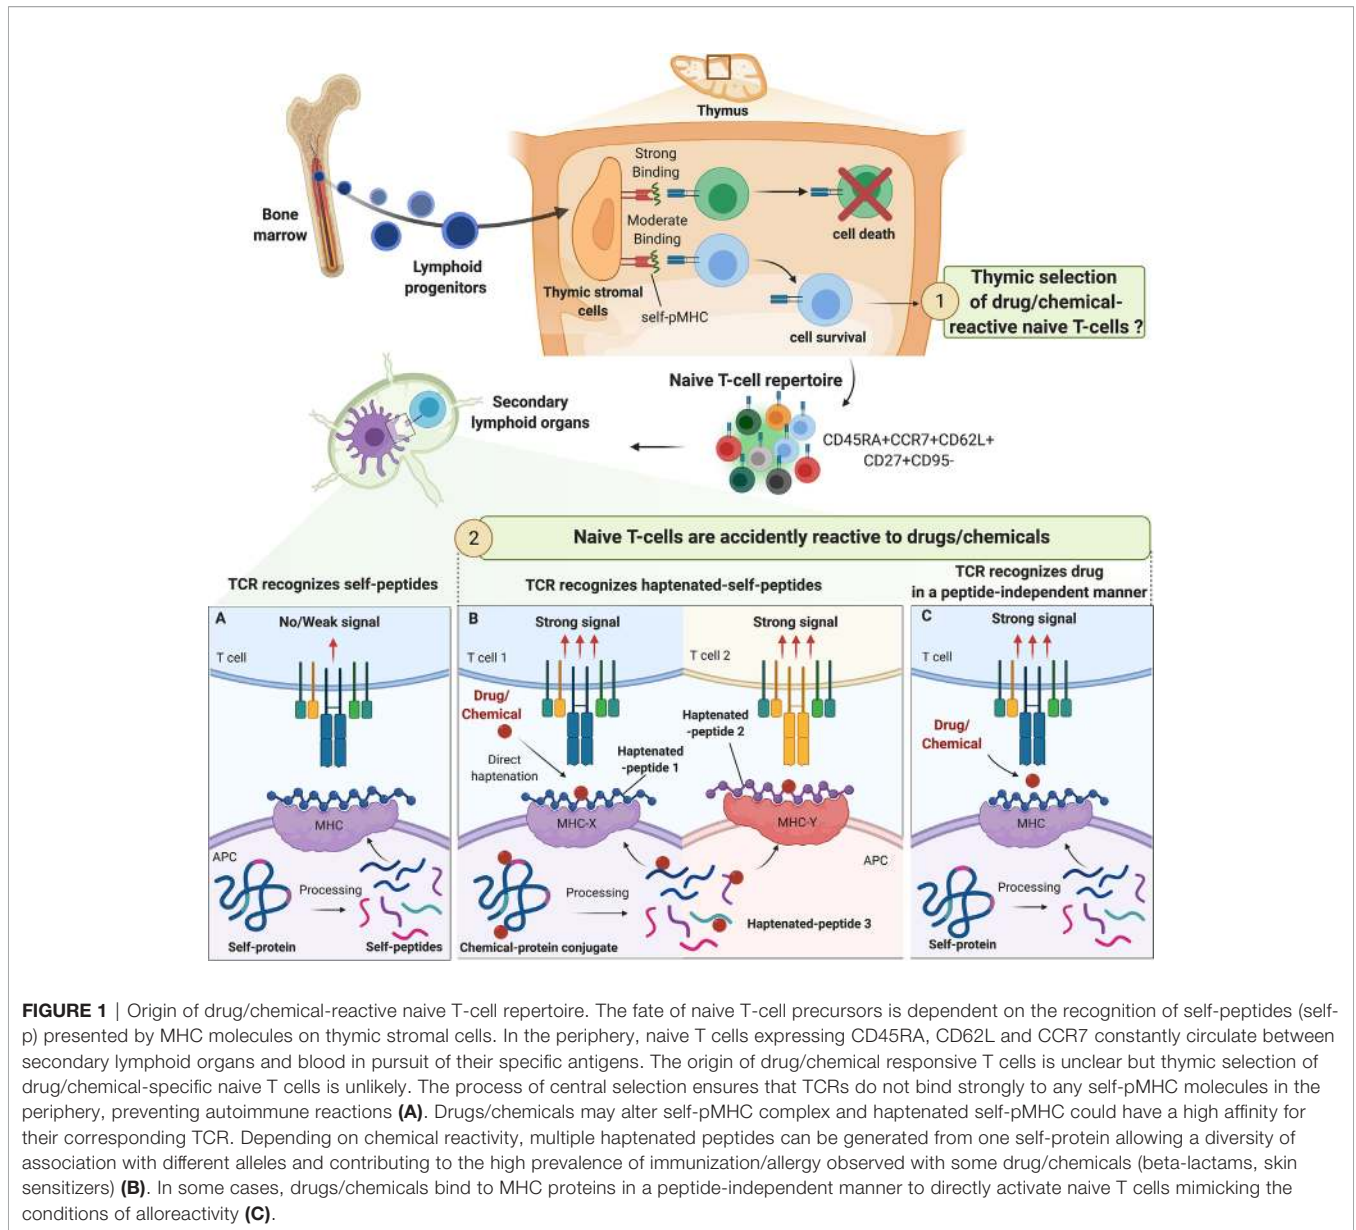 Thymus
Strong
Binding
Bone
marrow
Moderate
Binding
cell death
Lymphoid
progenitors
Thymic stromal
cells
self-pMHC
cell survival
1
Thymic selection
of drug/chemical-
reactive naive T-cells ?
Naive T-cell repertoire
Secondary
lymphoid organs
CD45RA+CCR7+CD62L+
CD27+CD95-
2
Naive T-cells are accidently reactive to drugs/chemicals
TCR recognizes self-peptides
TCR recognizes haptenated-self-peptides
TCR recognizes drug
in a peptide-independent manner
A
No/Weak signal
T cell
MHC
APC
Processing
Self-protein
Self-peptides
B
Strong signal
T cell 1
Drug/
Chemical
Direct
haptenation
Haptenated
-peptide 1
MHC-X
Processing
Chemical-protein conjugate
Strong signal
T cell 2
Haptenated
-peptide 2
MHC-Y
APC
Haptenated-peptide 3
C
Strong signal
T cell
Drug/
Chemical
MHC
Processing
Self-protein
FIGURE 1 | Origin of drug/chemical-reactive naive T-cell repertoire. The fate of naive T-cell precursors is dependent on the recognition of self-peptides (self-
p) presented by MHC molecules on thymic stromal cells. In the periphery, naive T cells expressing CD45RA, CD62L and CCR7 constantly circulate between
secondary lymphoid organs and blood in pursuit of their specific antigens. The origin of drug/chemical responsive T cells is unclear but thymic selection of
drug/chemical-specific naive T cells is unlikely. The process of central selection ensures that TCRs do not bind strongly to any self-pMHC molecules in the
periphery, preventing autoimmune reactions (A). Drugs/chemicals may alter self-pMHC complex and haptenated self-pMHC could have a high affinity for
their corresponding TCR. Depending on chemical reactivity, multiple haptenated peptides can be generated from one self-protein allowing a diversity of
association with different alleles and contributing to the high prevalence of immunization/allergy observed with some drug/chemicals (beta-lactams, skin
sensitizers) (B). In some cases, drugs/chemicals bind to MHC proteins in a peptide-independent manner to directly activate naive T cells mimicking the
conditions of alloreactivity (C).